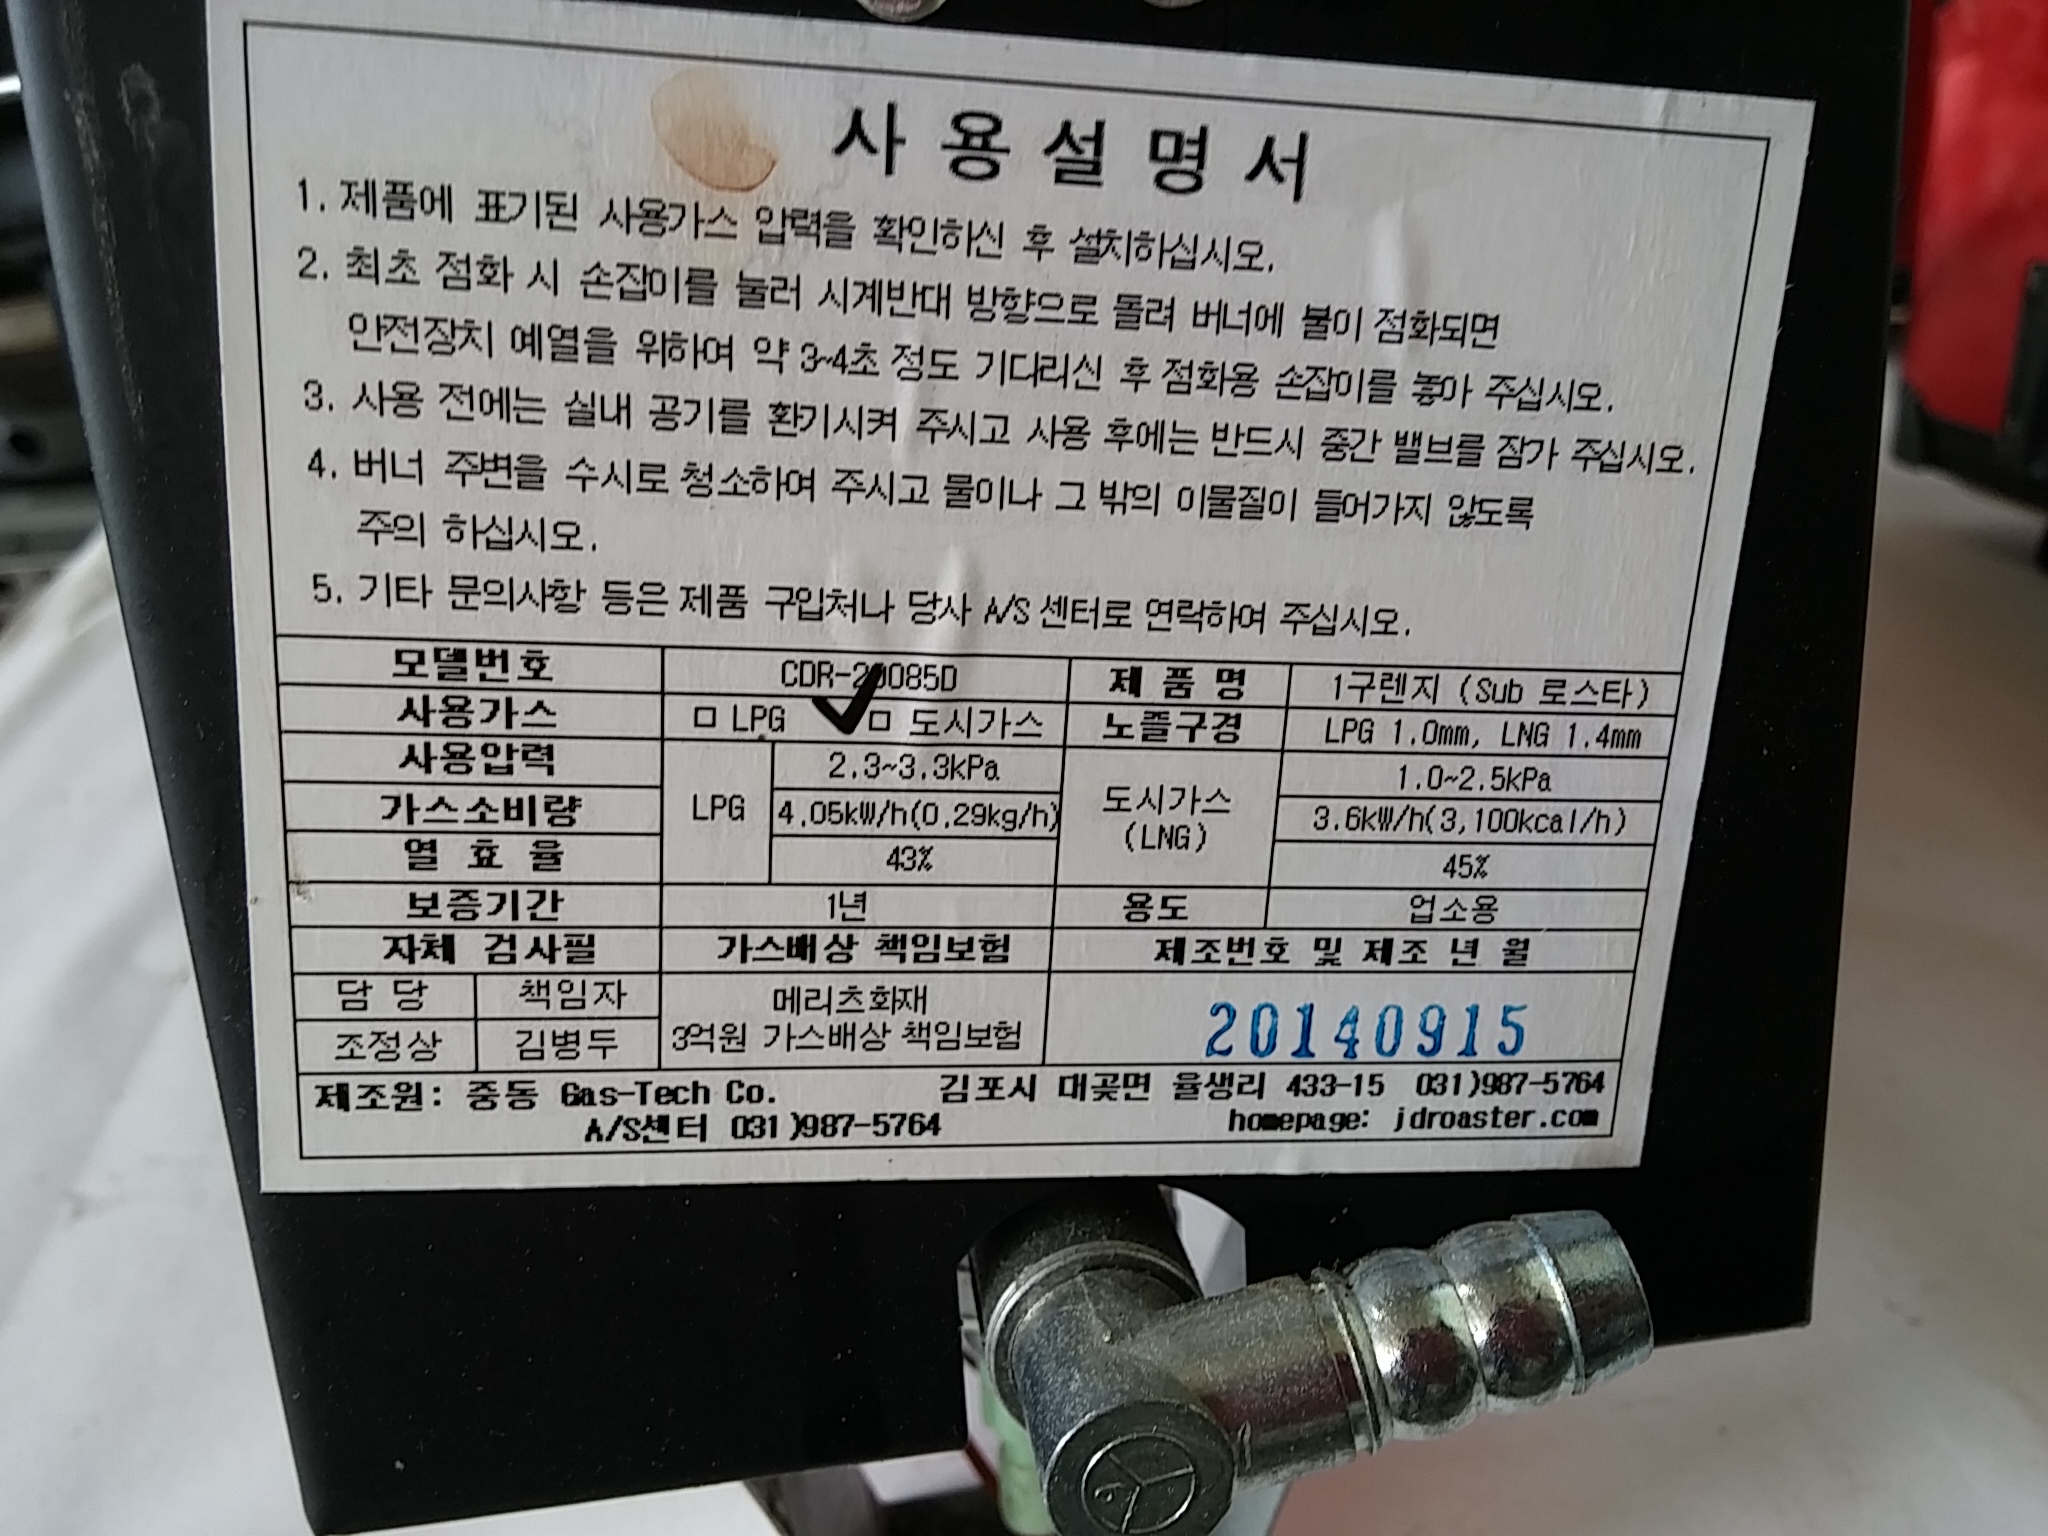 사용설명서
1. 제품에 표기된 사용가스 압력을 확인하신 후 설치하십시오.
2. 최초 점화 시 손잡이를 눌러 시계반대 방향으로 돌려 버너에 불이 점화되면
안전장치 예열을 위하여 약 3~4초 정도 기다리신 후 점화용 손잡이를 놓아 주십시오.
3. 사용 전에는 실내 공기를 환기시켜 주시고 사용 후에는 반드시 중간 밸브를 잠가 주십시오.
4. 버너 주변을 수시로 청소하여 주시고 물이나 그 밖의 이물질이 들어가지 않도록
주의 하십시오.
5. 기타 문의사항 등은 제품 구입처나 당사 A/S 센터로 연락하여 주십시오.
모델번호 CDR-20085D 제 품 명 1구렌지 (Sub 로스타)
사용가스 □ LPG ✓□ 도시가스 노즐구경 LPG 1.0mm, LNG 1.4mm
사용압력 LPG 2.3~3.3kPa 도시가스 (LNG) 1.0~2.5kPa
가스소비량 4.05kW/h(0.29kg/h) 3.6kW/h(3,100kcal/h)
열 효 율 43% 45%
보증기간 1년 용도 업소용
자체 검사필 가스배상 책임보험 제조번호 및 제조 년 월
담 당 책임자 메리츠화재 20140915
조정상 김병두 3억원 가스배상 책임보험
제조원: 중동 Gas-Tech Co. 김포시 대곶면 율생리 433-15 031)987-5764
A/S센터 031)987-5764 homepage: jdroaster.com